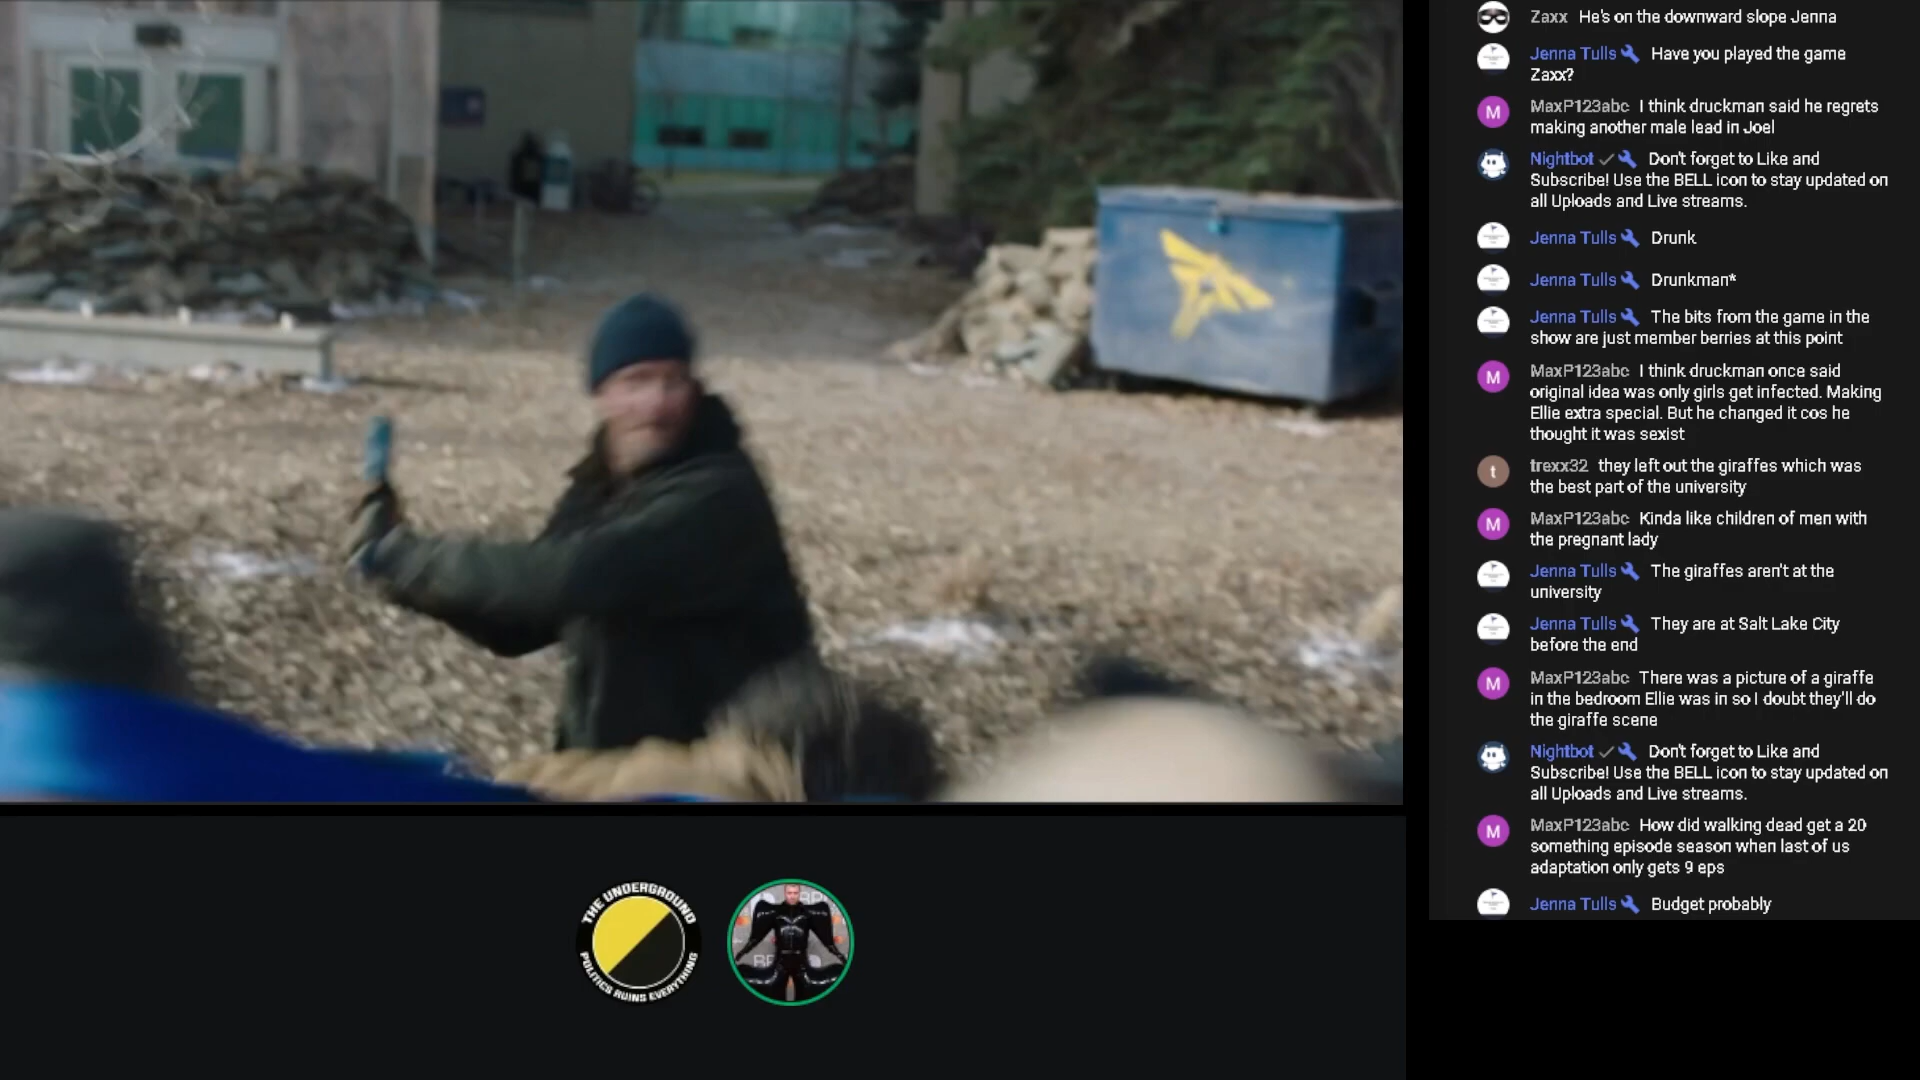 Zaxx He's on the downward slope Jenna
Jenna Tulls Have you played the game
Zaxx?
MaxP123abc I think druckman said he regrets
making another male lead in Joel
Nightbot Don't forget to Like and
Subscribe! Use the BELL icon to stay updated on
all Uploads and Live streams.
Jenna Tulls Drunk
Jenna Tulls Drunkman*
Jenna Tulls The bits from the game in the
show are just member berries at this point
MaxP123abc I think druckman once said
original idea was only girls get infected. Making
Ellie extra special. But he changed it cos he
thought it was sexist
trexx32 they left out the giraffes which was
the best part of the university
MaxP123abc Kinda like children of men with
the pregnant lady
Jenna Tulls The giraffes aren't at the
university
Jenna Tulls They are at Salt Lake City
before the end
MaxP123abc There was a picture of a giraffe
in the bedroom Ellie was in so I doubt they'll do
the giraffe scene
Nightbot Don't forget to Like and
Subscribe! Use the BELL icon to stay updated on
all Uploads and Live streams.
MaxP123abc How did walking dead get a 20
something episode season when last of us
adaptation only gets 9 eps
Jenna Tulls Budget probably
M
M
t
M
M
M
THE UNDERGROUND
POLITICS RUINS EVERYTHING